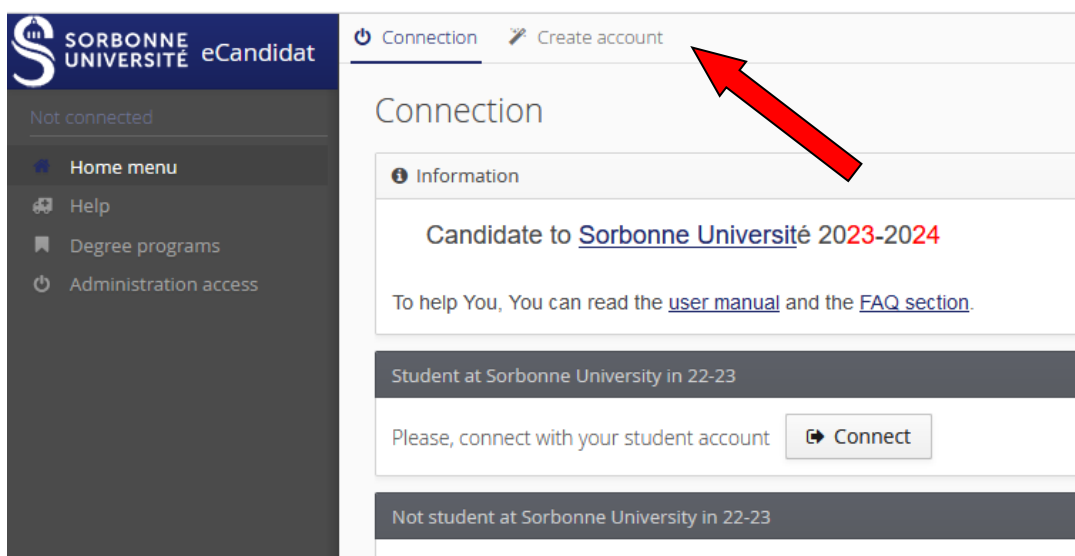 SORBONNE
UNIVERSITÉ eCandidat
Not connected
Home menu
Help
Degree programs
Administration access
Connection Create account
Connection
Information
Candidate to Sorbonne Université 2023-2024
To help You, You can read the user manual and the FAQ section.
Student at Sorbonne University in 22-23
Please, connect with your student account Connect
Not student at Sorbonne University in 22-23